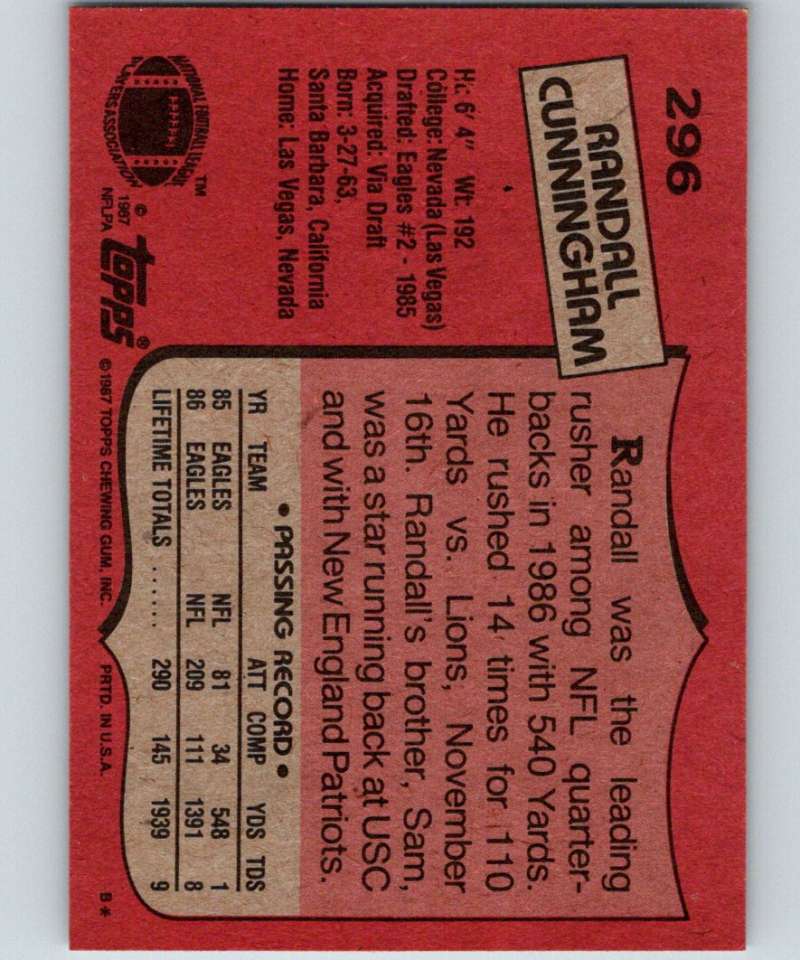 296
RANDALL
CUNNINGHAM
Ht: 6' 4" Wt: 192
College: Nevada (Las Vegas)
Drafted: Eagles #2 - 1985
Acquired: Via Draft
Born: 3-27-63,
Santa Barbara, California
Home: Las Vegas, Nevada
NATIONAL FOOTBALL LEAGUE
PLAYERS ASSOCIATION
™
© 1987
NFLPA
TOPPS®
Randall was the leading
rusher among NFL quarter-
backs in 1986 with 540 Yards.
He rushed 14 times for 110
Yards vs. Lions, November
16th. Randall's brother, Sam,
was a star running back at USC
and with New England Patriots.
• PASSING RECORD •
YR TEAM ATT COMP YDS TDS
85 EAGLES NFL 81 34 548 1
86 EAGLES NFL 209 111 1391 8
LIFETIME TOTALS ...... 290 145 1939 9
© 1987 TOPPS CHEWING GUM, INC. PRTD. IN U.S.A. B*